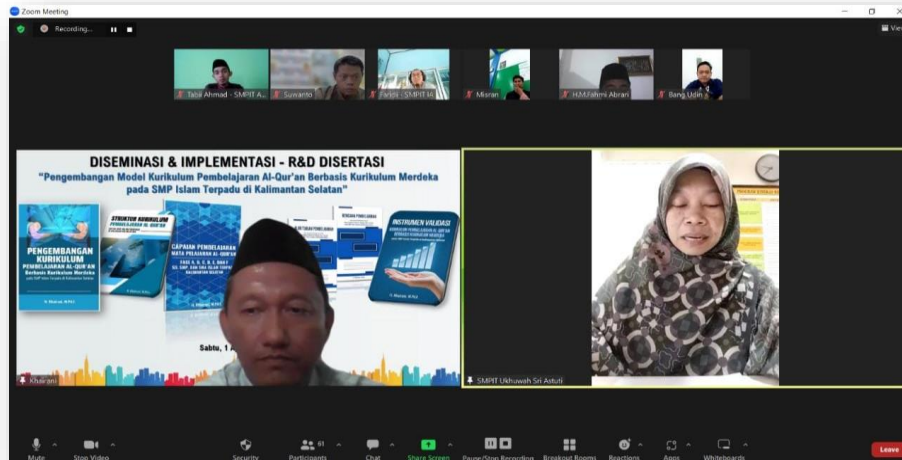 Zoom Meeting
Recording...
View
Tabii Ahmad - SMPIT A...
Suwanto
Farida - SMPIT IA
Misran
H.M.Fahmi Abrari
Bang Udin
DISEMINASI & IMPLEMENTASI - R&D DISERTASI
"Pengembangan Model Kurikulum Pembelajaran Al-Qur'an Berbasis Kurikulum Merdeka
pada SMP Islam Terpadu di Kalimantan Selatan"
PENGEMBANGAN
KURIKULUM
PEMBELAJARAN AL-QUR'AN
Berbasis Kurikulum Merdeka
STRUKTUR KURIKULUM
PEMBELAJARAN AL-QUR'AN
CAPAIAN PEMBELAJARAN
MATA PELAJARAN AL-QUR'AN
INSTRUMEN VALIDASI
Sabtu, 1
Khairani
SMPIT Ukhuwah Sri Astuti
Mute
Stop Video
Security
Participants
61
Chat
Share Screen
Pause/Stop Recording
Breakout Rooms
Reactions
Apps
Whiteboards
Leave